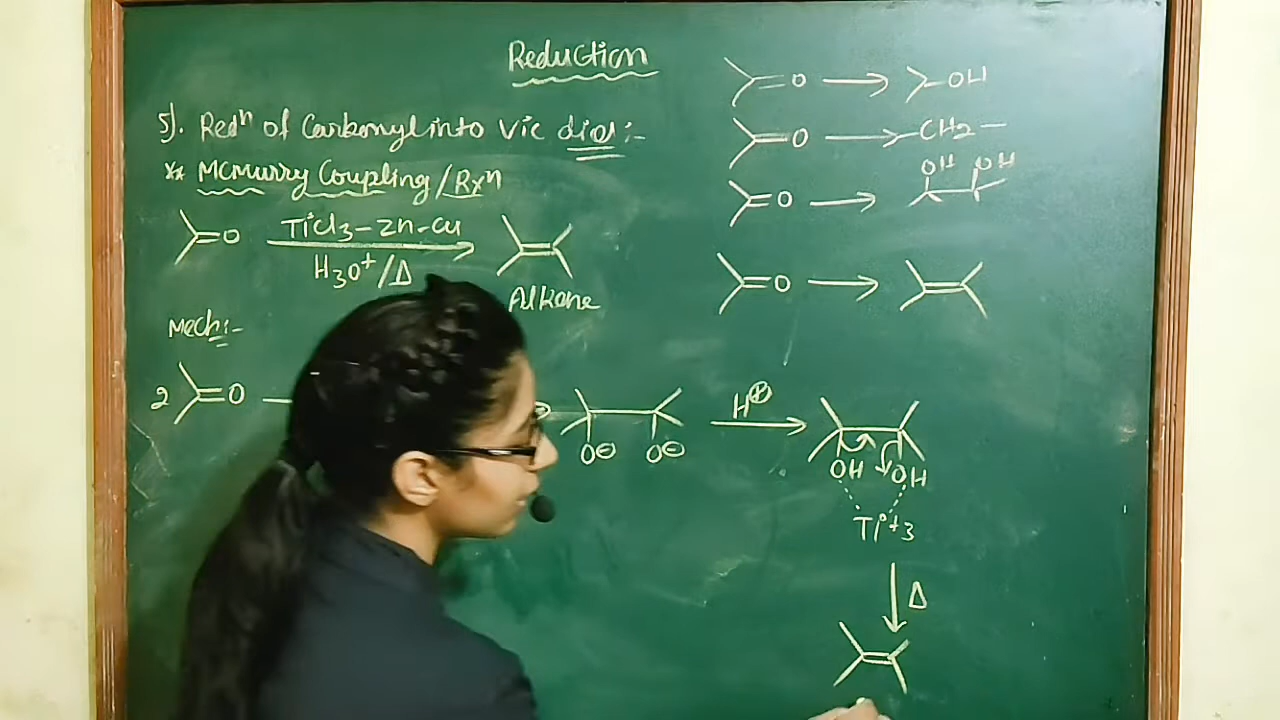 Reduction
5). Redⁿ of Carbonyl into Vic diol:-
** McMurry Coupling/Rxⁿ
=O TiCl3-Zn-Cu
H3O+/Δ
Alkene
Mech:-
2 =O
O⊖ O⊖
H⊕
OH OH
Ti+3
Δ
=O → -OH
=O → -CH2-
OH OH
=O →
=O →